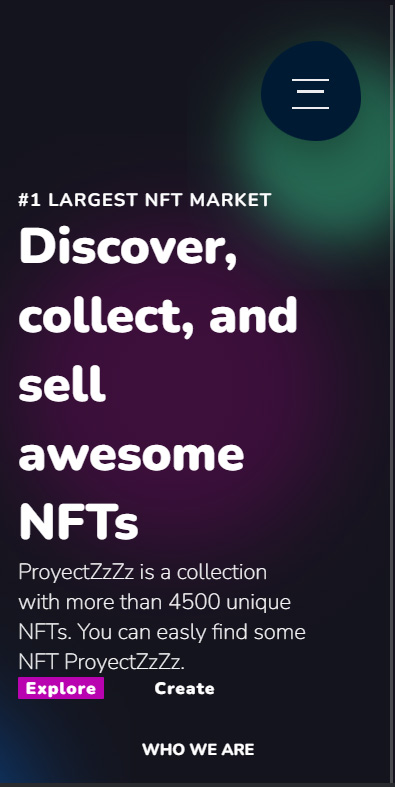 #1 LARGEST NFT MARKET
Discover,
collect, and
sell
awesome
NFTs
ProyectZzZz is a collection
with more than 4500 unique
NFTs. You can easly find some
NFT ProyectZzZz.
Explore Create
WHO WE ARE